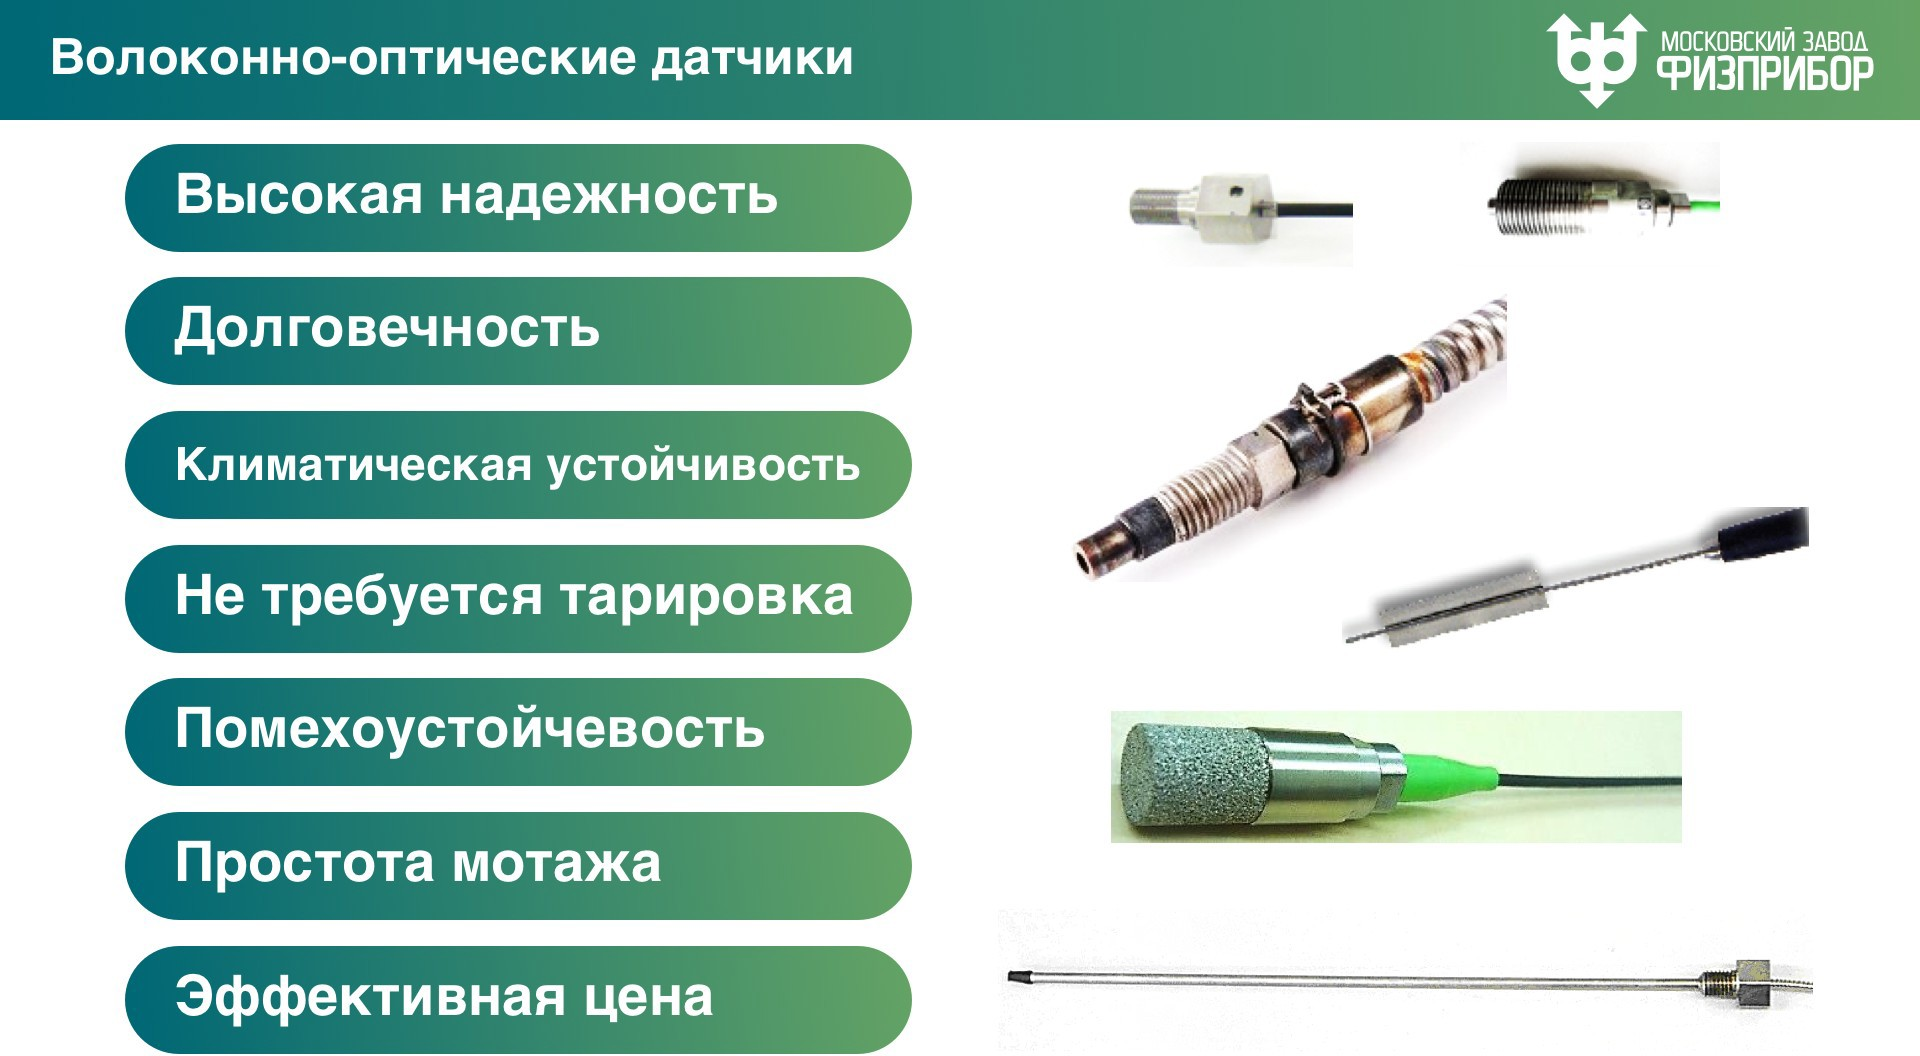 Волоконно-оптические датчики
МОСКОВСКИЙ ЗАВОД
ФИЗПРИБОР
Высокая надежность
Долговечность
Климатическая устойчивость
Не требуется тарировка
Помехоустойчевость
Простота мотажа
Эффективная цена